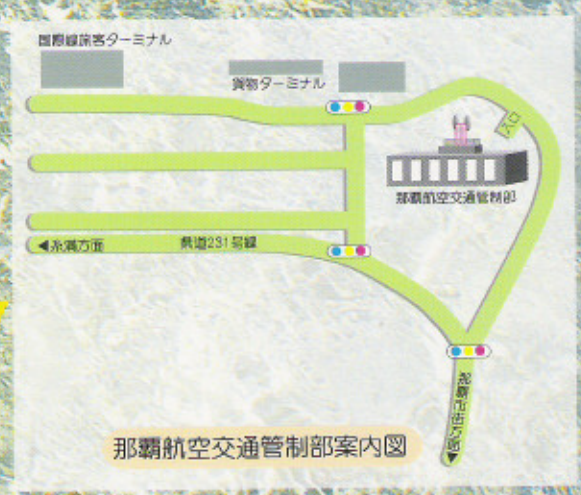 国際線旅客ターミナル
貨物ターミナル
入口
那覇航空交通管制部
◀糸満方面
県道231号線
那覇市街方面▶
那覇航空交通管制部案内図